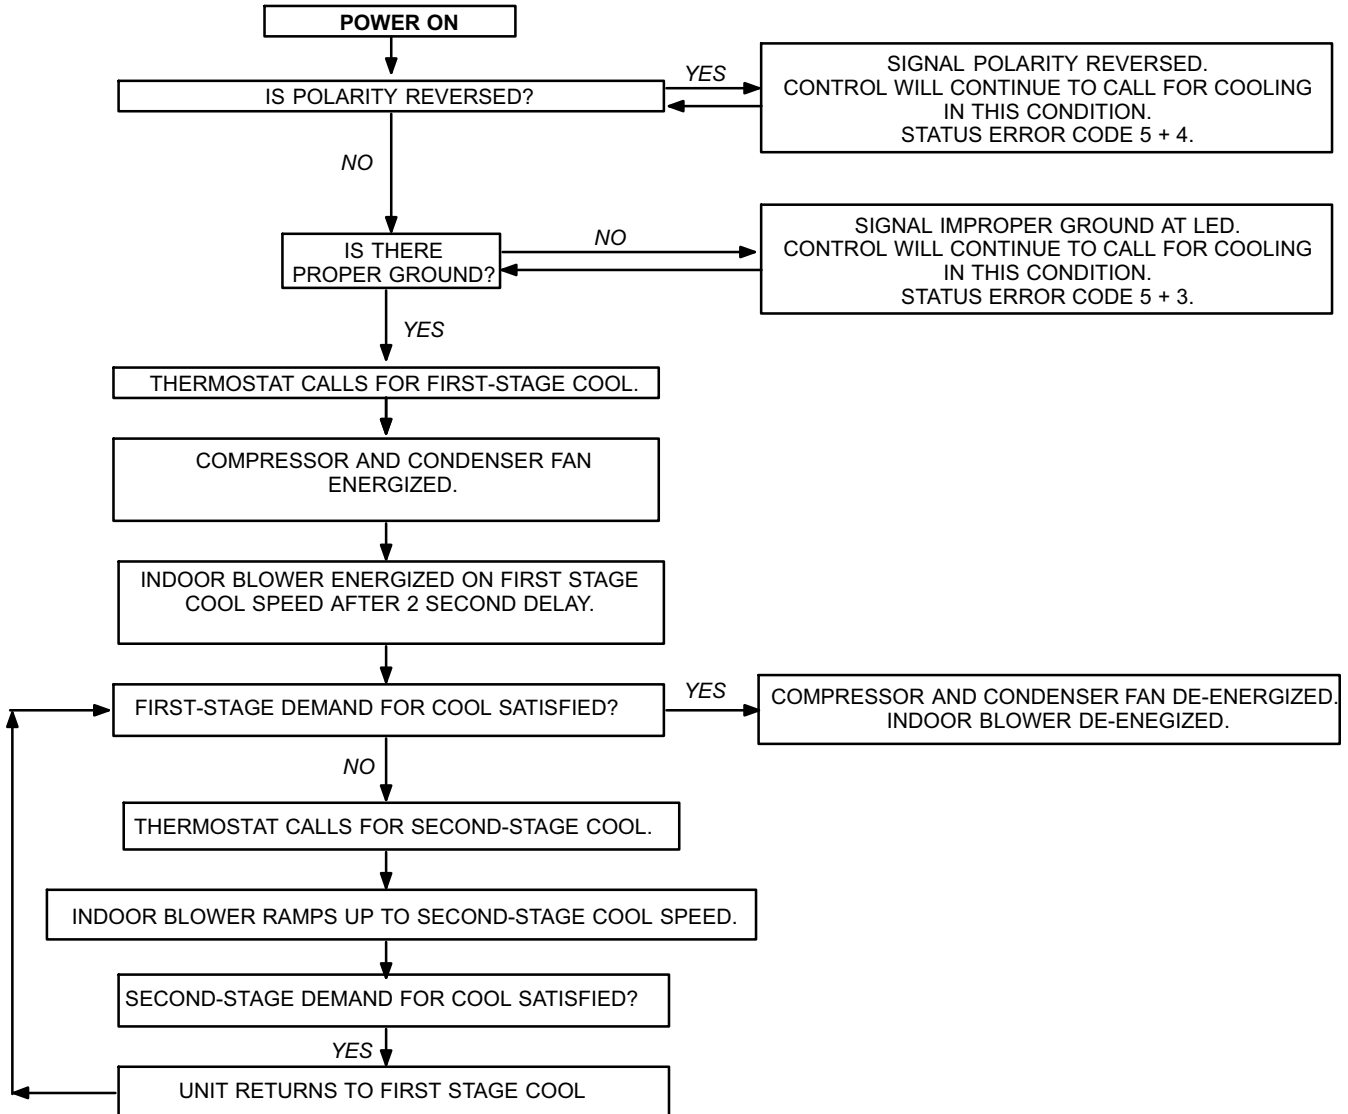 POWER ON
IS POLARITY REVERSED?
YES
SIGNAL POLARITY REVERSED.
CONTROL WILL CONTINUE TO CALL FOR COOLING
IN THIS CONDITION.
STATUS ERROR CODE 5 + 4.
NO
IS THERE
PROPER GROUND?
NO
SIGNAL IMPROPER GROUND AT LED.
CONTROL WILL CONTINUE TO CALL FOR COOLING
IN THIS CONDITION.
STATUS ERROR CODE 5 + 3.
YES
THERMOSTAT CALLS FOR FIRST-STAGE COOL.
COMPRESSOR AND CONDENSER FAN
ENERGIZED.
INDOOR BLOWER ENERGIZED ON FIRST STAGE
COOL SPEED AFTER 2 SECOND DELAY.
FIRST-STAGE DEMAND FOR COOL SATISFIED?
YES
COMPRESSOR AND CONDENSER FAN DE-ENERGIZED.
INDOOR BLOWER DE-ENEGIZED.
NO
THERMOSTAT CALLS FOR SECOND-STAGE COOL.
INDOOR BLOWER RAMPS UP TO SECOND-STAGE COOL SPEED.
SECOND-STAGE DEMAND FOR COOL SATISFIED?
YES
UNIT RETURNS TO FIRST STAGE COOL